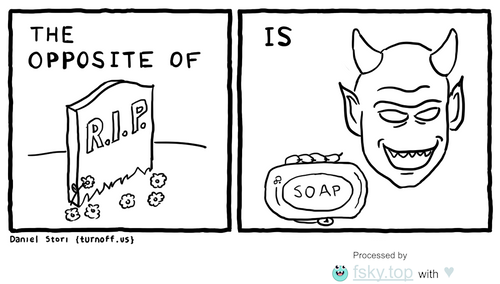 THE
OPPOSITE OF
R.I.P.
IS
SOAP
Daniel Stori {turnoff.us}
Processed by
fsky.top with ♥